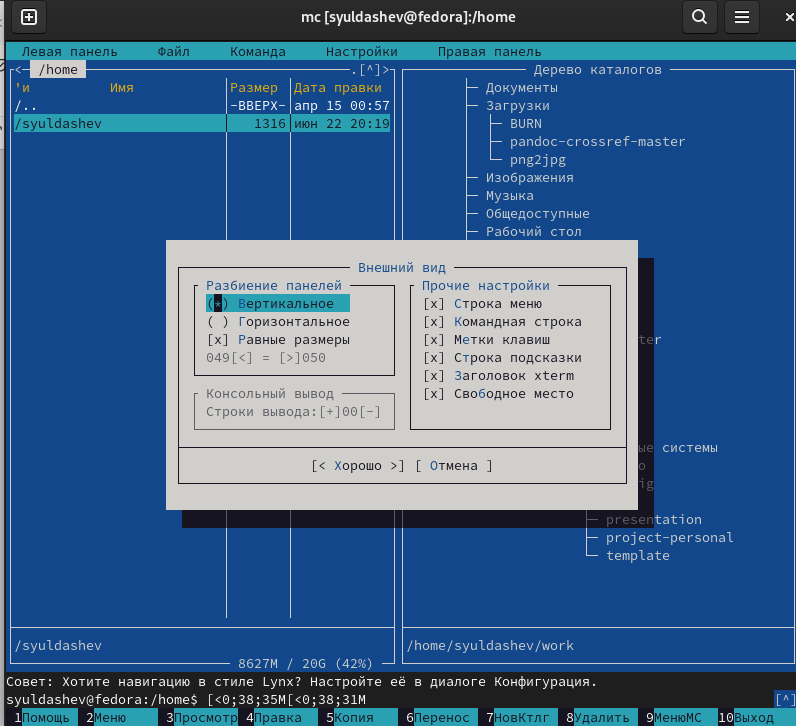 mc [syuldashev@fedora]:/home
Левая панель Файл Команда Настройки Правая панель
<─ /home .[^]> Дерево каталогов
'и Имя Размер Дата правки
/.. -ВВЕРХ- апр 15 00:57
/syuldashev 1316 июн 22 20:19
Документы
Загрузки
BURN
pandoc-crossref-master
png2jpg
Изображения
Музыка
Общедоступные
Рабочий стол
Внешний вид
Разбиение панелей
(*) Вертикальное
( ) Горизонтальное
[x] Равные размеры
049[<] = [>]050
Консольный вывод
Строки вывода:[+]00[-]
Прочие настройки
[x] Строка меню
[x] Командная строка
[x] Метки клавиш
[x] Строка подсказки
[x] Заголовок xterm
[x] Свободное место
[< Хорошо >] [ Отмена ]
ter
ые системы
о
ig
presentation
project-personal
template
/syuldashev /home/syuldashev/work
8627M / 20G (42%)
Совет: Хотите навигацию в стиле Lynx? Настройте её в диалоге Конфигурация.
syuldashev@fedora:/home$ [<0;38;35M[<0;38;31M [^]
1Помощь 2Меню 3Просмотр 4Правка 5Копия 6Перенос 7НовКтлг 8Удалить 9МенюМС 10Выход